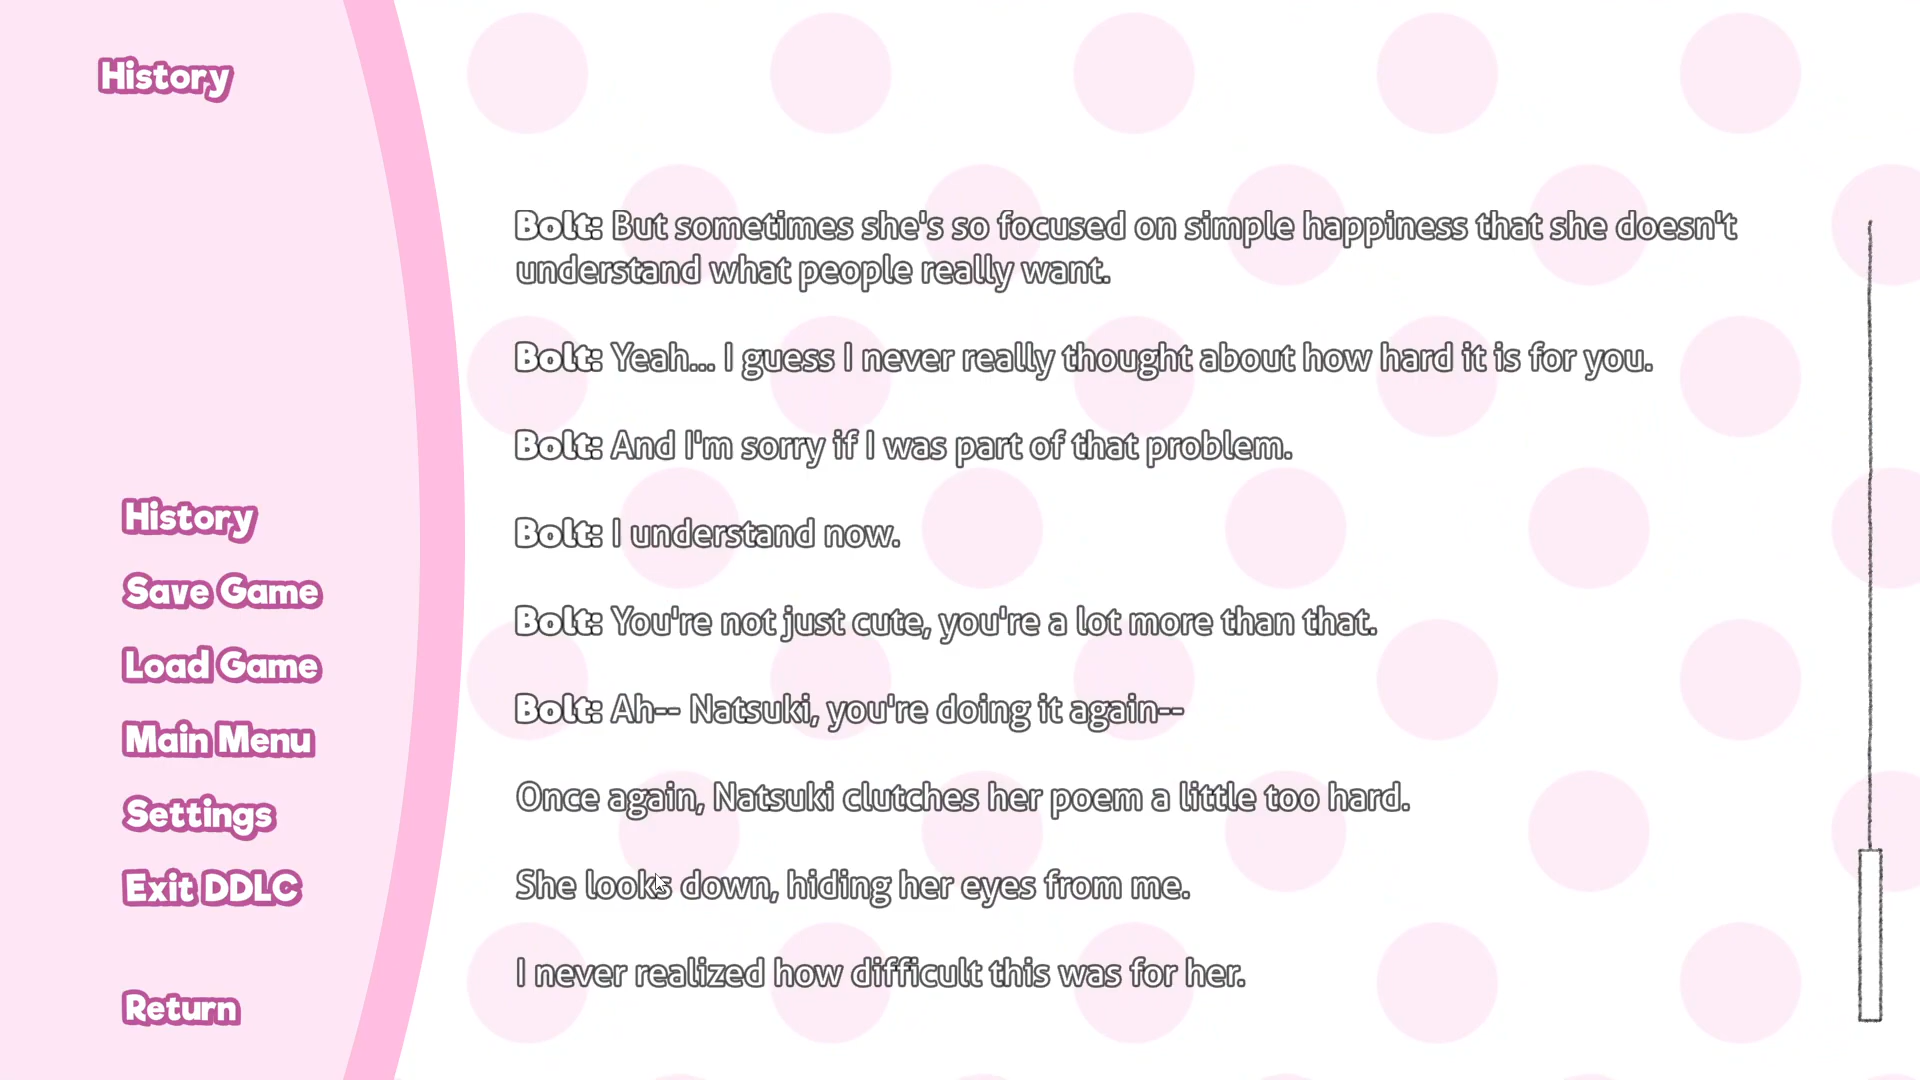 History
Bolt: But sometimes she's so focused on simple happiness that she doesn't
understand what people really want.
Bolt: Yeah... I guess I never really thought about how hard it is for you.
Bolt: And I'm sorry if I was part of that problem.
Bolt: I understand now.
Bolt: You're not just cute, you're a lot more than that.
Bolt: Ah-- Natsuki, you're doing it again--
Once again, Natsuki clutches her poem a little too hard.
She looks down, hiding her eyes from me.
I never realized how difficult this was for her.
History
Save Game
Load Game
Main Menu
Settings
Exit DDLC
Return